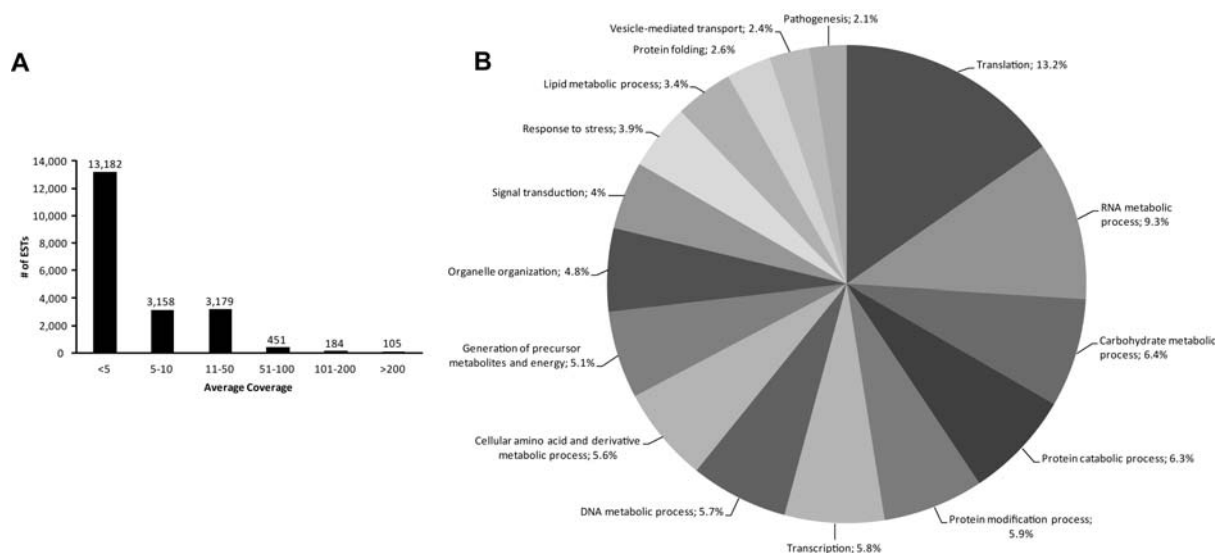 A
14,000
12,000
10,000
8,000
6,000
4,000
2,000
0
# of ESTs
13,182
3,158
3,179
451
184
105
<5
5-10
11-50
51-100
101-200
>200
Average Coverage
B
Pathogenesis; 2.1%
Vesicle-mediated transport; 2.4%
Protein folding; 2.6%
Lipid metabolic process; 3.4%
Response to stress; 3.9%
Signal transduction; 4%
Organelle organization; 4.8%
Generation of precursor
metabolites and energy; 5.1%
Cellular amino acid and derivative
metabolic process; 5.6%
DNA metabolic process; 5.7%
Transcription; 5.8%
Protein modification process;
5.9%
Protein catabolic process; 6.3%
Carbohydrate metabolic
process; 6.4%
RNA metabolic
process; 9.3%
Translation; 13.2%